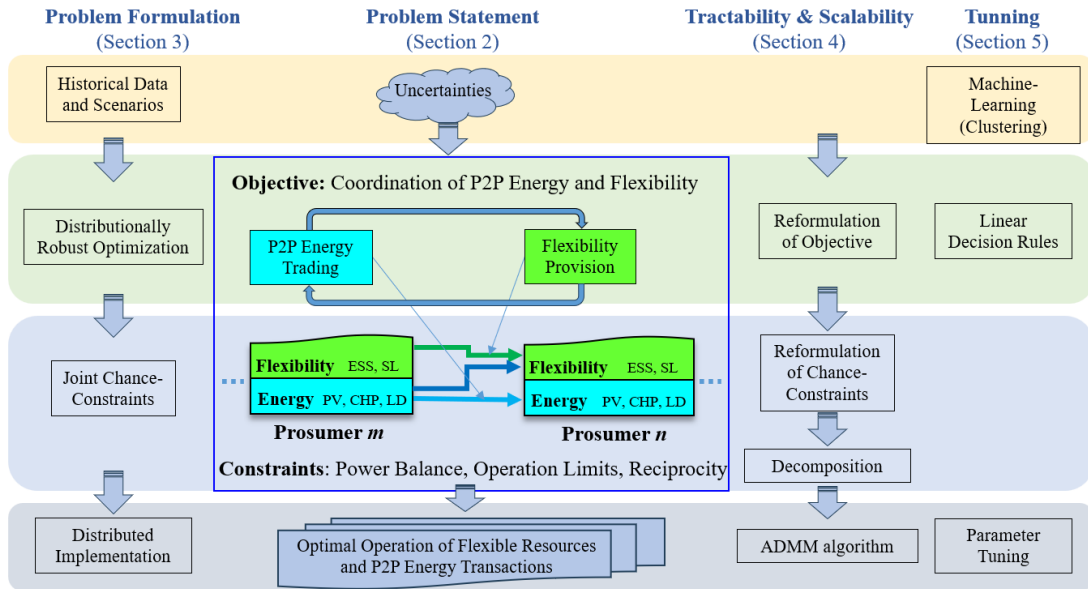 Problem Formulation
(Section 3)
Problem Statement
(Section 2)
Tractability & Scalability
(Section 4)
Tunning
(Section 5)
Historical Data
and Scenarios
Uncertainties
Machine-
Learning
(Clustering)
Objective: Coordination of P2P Energy and Flexibility
Distributionally
Robust Optimization
P2P Energy
Trading
Flexibility
Provision
Reformulation
of Objective
Linear
Decision Rules
Joint Chance-
Constraints
Flexibility ESS, SL
Energy PV, CHP, LD
Prosumer m
Flexibility ESS, SL
Energy PV, CHP, LD
Prosumer n
Reformulation
of Chance-
Constraints
Constraints: Power Balance, Operation Limits, Reciprocity
Decomposition
Distributed
Implementation
Optimal Operation of Flexible Resources
and P2P Energy Transactions
ADMM algorithm
Parameter
Tuning